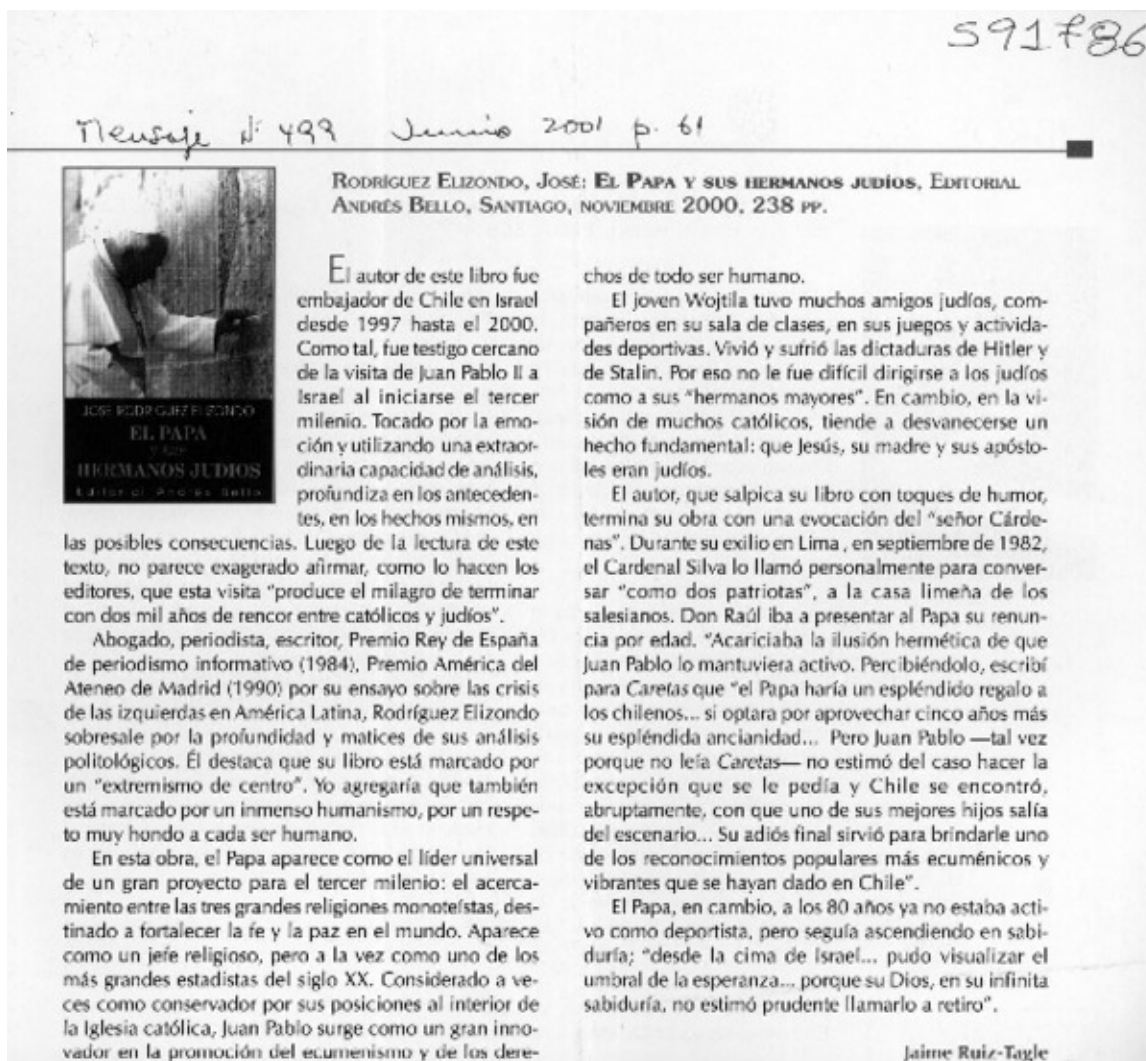 591786
Mensaje N° 499 Junio 2001 p. 61
RODRÍGUEZ ELIZONDO, JOSÉ: EL PAPA Y SUS HERMANOS JUDÍOS, EDITORIAL
ANDRÉS BELLO, SANTIAGO, NOVIEMBRE 2000, 238 PP.
JOSE RODRIGUEZ ELIZONDO
EL PAPA
Y SUS
HERMANOS JUDIOS
Editorial Andrés Bello
El autor de este libro fue
embajador de Chile en Israel
desde 1997 hasta el 2000.
Como tal, fue testigo cercano
de la visita de Juan Pablo II a
Israel al iniciarse el tercer
milenio. Tocado por la emo-
ción y utilizando una extraor-
dinaria capacidad de análisis,
profundiza en los anteceden-
tes, en los hechos mismos, en
las posibles consecuencias. Luego de la lectura de este
texto, no parece exagerado afirmar, como lo hacen los
editores, que esta visita "produce el milagro de terminar
con dos mil años de rencor entre católicos y judíos".
Abogado, periodista, escritor, Premio Rey de España
de periodismo informativo (1984), Premio América del
Ateneo de Madrid (1990) por su ensayo sobre las crisis
de las izquierdas en América Latina, Rodríguez Elizondo
sobresale por la profundidad y matices de sus análisis
politológicos. Él destaca que su libro está marcado por
un "extremismo de centro". Yo agregaría que también
está marcado por un inmenso humanismo, por un respe-
to muy hondo a cada ser humano.
En esta obra, el Papa aparece como el líder universal
de un gran proyecto para el tercer milenio: el acerca-
miento entre las tres grandes religiones monoteístas, des-
tinado a fortalecer la fe y la paz en el mundo. Aparece
como un jefe religioso, pero a la vez como uno de los
más grandes estadistas del siglo XX. Considerado a ve-
ces como conservador por sus posiciones al interior de
la Iglesia católica, Juan Pablo surge como un gran inno-
vador en la promoción del ecumenismo y de los dere-
chos de todo ser humano.
El joven Wojtila tuvo muchos amigos judíos, com-
pañeros en su sala de clases, en sus juegos y activida-
des deportivas. Vivió y sufrió las dictaduras de Hitler y
de Stalin. Por eso no le fue difícil dirigirse a los judíos
como a sus "hermanos mayores". En cambio, en la vi-
sión de muchos católicos, tiende a desvanecerse un
hecho fundamental: que Jesús, su madre y sus apósto-
les eran judíos.
El autor, que salpica su libro con toques de humor,
termina su obra con una evocación del "señor Cárde-
nas". Durante su exilio en Lima , en septiembre de 1982,
el Cardenal Silva lo llamó personalmente para conver-
sar "como dos patriotas", a la casa limeña de los
salesianos. Don Raúl iba a presentar al Papa su renun-
cia por edad. "Acariciaba la ilusión hermética de que
Juan Pablo lo mantuviera activo. Percibiéndolo, escribí
para Caretas que "el Papa haría un espléndido regalo a
los chilenos... si optara por aprovechar cinco años más
su espléndida ancianidad... Pero Juan Pablo —tal vez
porque no leía Caretas— no estimó del caso hacer la
excepción que se le pedía y Chile se encontró,
abruptamente, con que uno de sus mejores hijos salía
del escenario... Su adiós final sirvió para brindarle uno
de los reconocimientos populares más ecuménicos y
vibrantes que se hayan dado en Chile".
El Papa, en cambio, a los 80 años ya no estaba acti-
vo como deportista, pero seguía ascendiendo en sabi-
duría; "desde la cima de Israel... pudo visualizar el
umbral de la esperanza... porque su Dios, en su infinita
sabiduría, no estimó prudente llamarlo a retiro".
Jaime Ruiz-Tagle